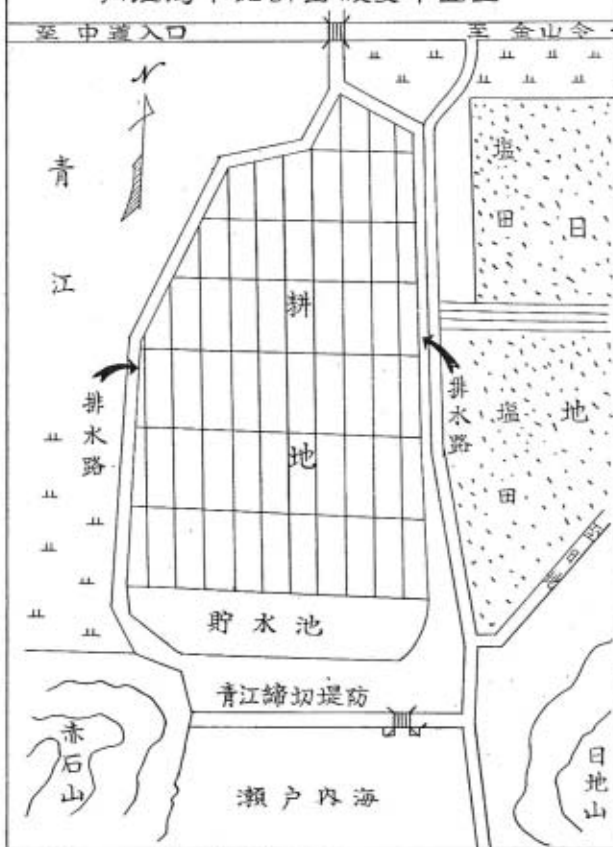 至 中道入口
至 金山令
N
青江
塩田
日
耕
排水路
排水路
塩田
地
地
貯水池
青江締切堤防
赤石山
瀬戸内海
日地山